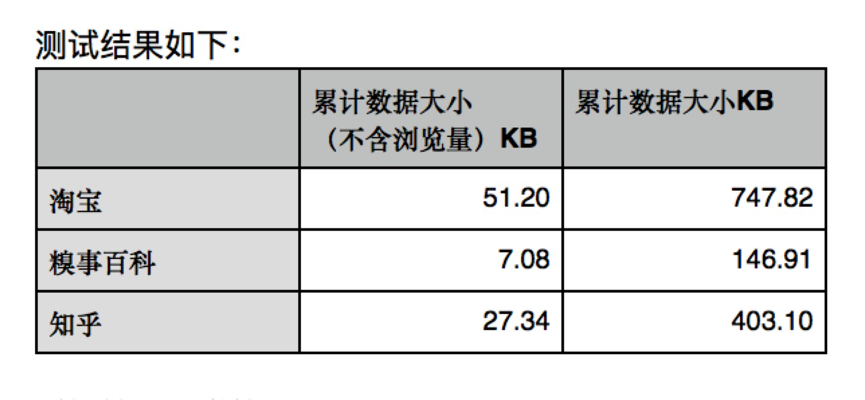 测试结果如下：
累计数据大小
（不含浏览量）KB
累计数据大小KB
淘宝 51.20 747.82
糗事百科 7.08 146.91
知乎 27.34 403.10